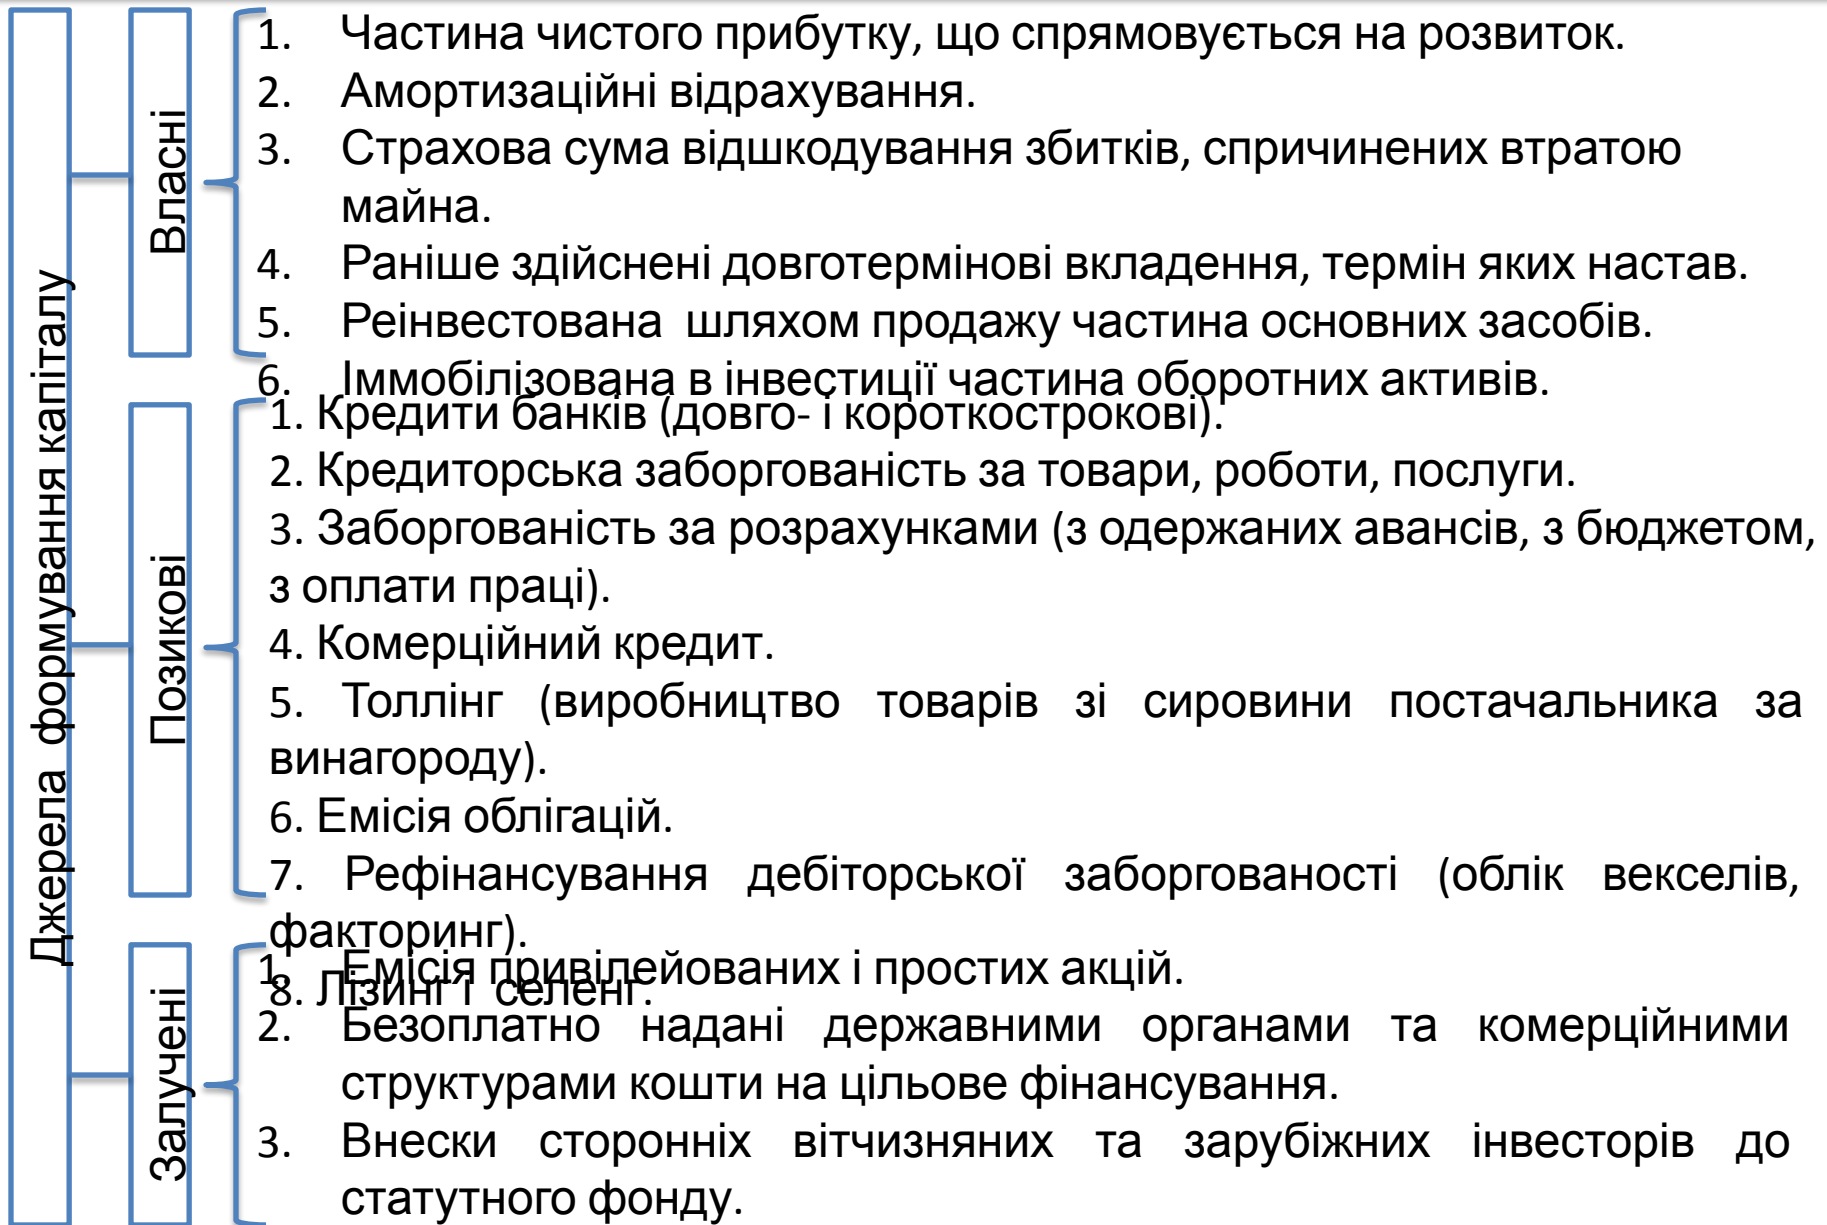 Джерела формування капіталу
Власні
1. Частина чистого прибутку, що спрямовується на розвиток.
2. Амортизаційні відрахування.
3. Страхова сума відшкодування збитків, спричинених втратою
майна.
4. Раніше здійснені довготермінові вкладення, термін яких настав.
5. Реінвестована шляхом продажу частина основних засобів.
6. Іммобілізована в інвестиції частина оборотних активів.
Позикові
1. Кредити банків (довго- і короткострокові).
2. Кредиторська заборгованість за товари, роботи, послуги.
3. Заборгованість за розрахунками (з одержаних авансів, з бюджетом,
з оплати праці).
4. Комерційний кредит.
5. Толлінг (виробництво товарів зі сировини постачальника за
винагороду).
6. Емісія облігацій.
7. Рефінансування дебіторської заборгованості (облік векселів,
факторинг).
8. Лізинг і селенг.
Залучені
1. Емісія привілейованих і простих акцій.
2. Безоплатно надані державними органами та комерційними
структурами кошти на цільове фінансування.
3. Внески сторонніх вітчизняних та зарубіжних інвесторів до
статутного фонду.